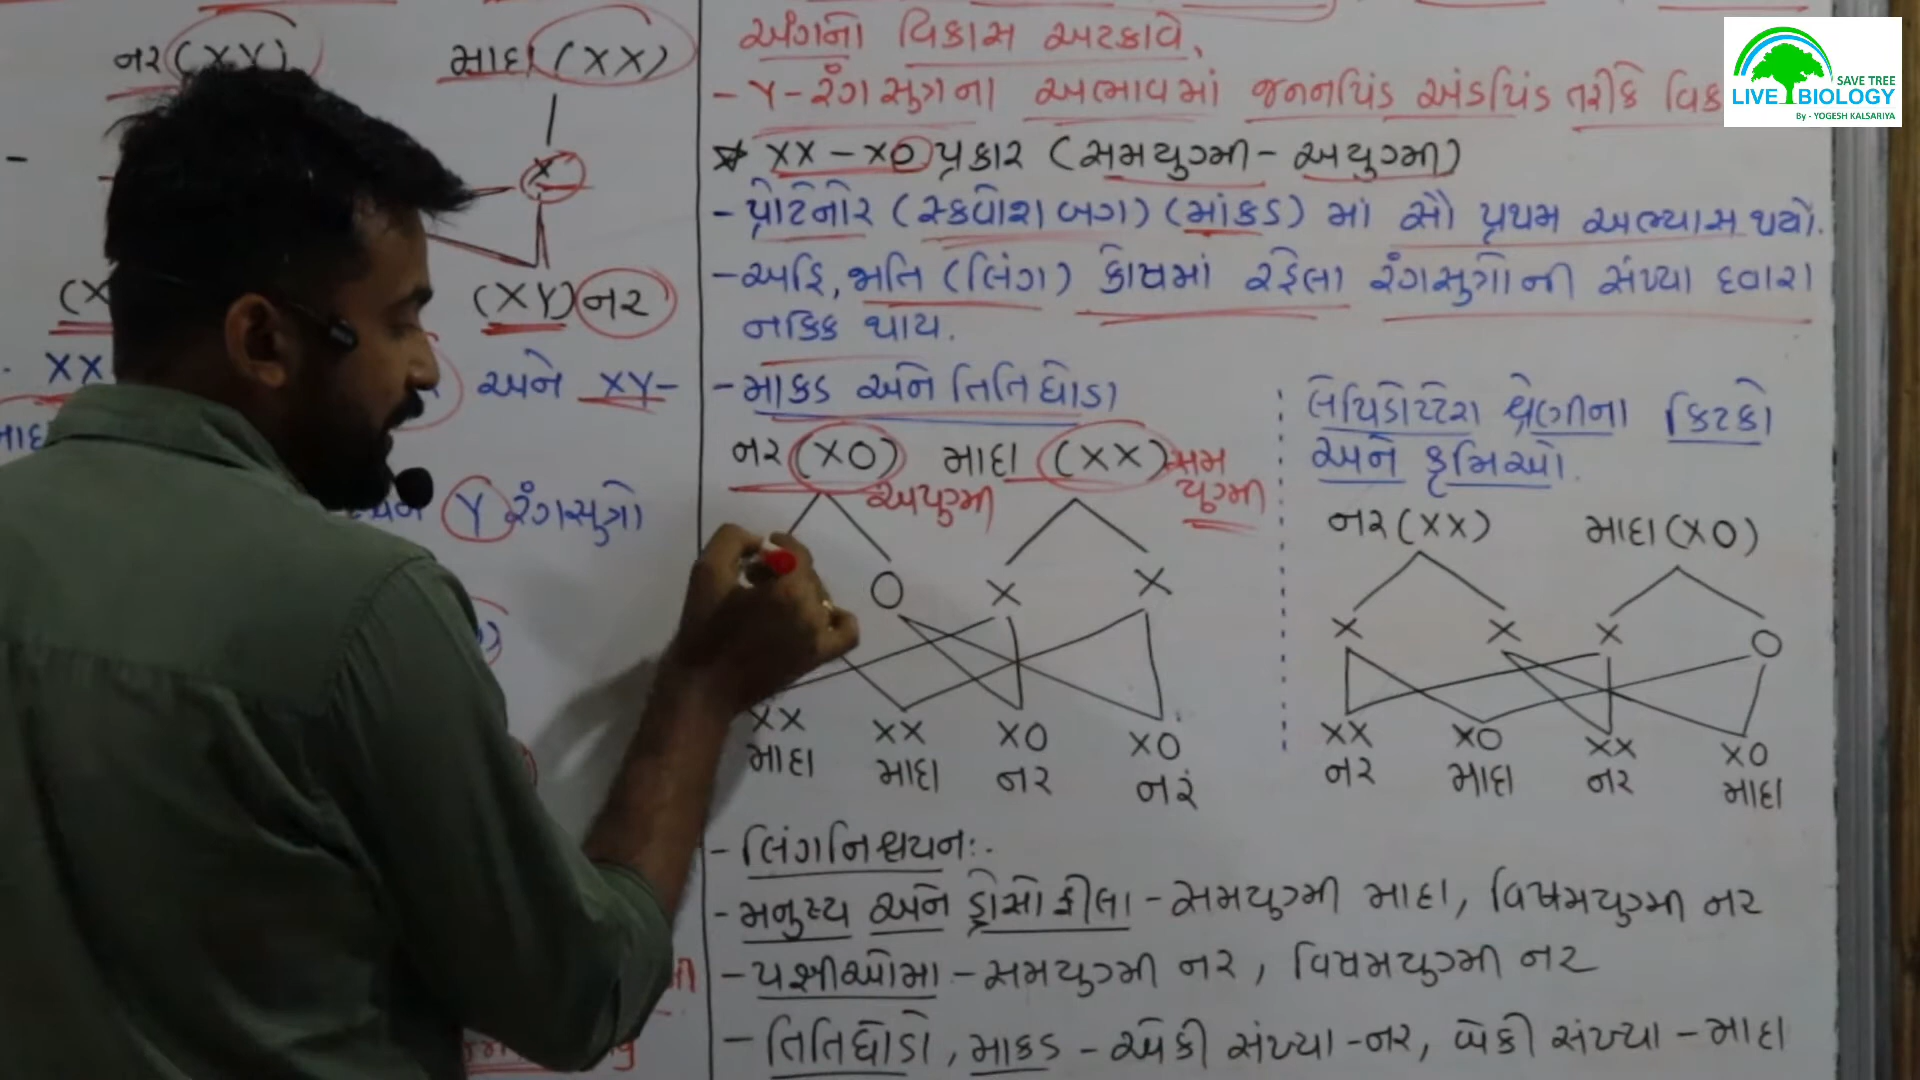 નર (XY) માદા (XX)
X
(X
(XY) નર
XX અને XY-
Y રંગસુત્રો
અંગનો વિકાસ અટકાવે.
- Y - રંગસુત્રના અભાવમાં જનનપિંડ અંડપિંડ તરીકે વિક
★ XX - XO પ્રકાર (સમયુગ્મી - અયુગ્મી)
- પ્રોટેનોર (સ્કવોશ બગ) (માંકડ) માં સૌ પ્રથમ અભ્યાસ થયો.
- અહિ, જાતિ (લિંગ) કોષમાં રહેલા રંગસુત્રોની સંખ્યા દ્વારા
નકિક થાય.
- માકડ અને તિતિઘોડા
નર (XO) માદા (XX) સમ
અયુગ્મી યુગ્મી
O X X
XX XX XO XO
માદા માદા નર નર
લેપિડોપ્ટેરા શ્રેણીના કિટકો
અને કૃમિઓ.
નર (XX) માદા (XO)
X X X O
XX XO XX XO
નર માદા નર માદા
- લિંગનિશ્ચયન:-
- મનુષ્ય અને ડ્રોસોફીલા - સમયુગ્મી માદા, વિષમયુગ્મી નર
- પક્ષીઓમા - સમયુગ્મી નર, વિષમયુગ્મી નર
- તિતિઘોડો, માકડ - એકી સંખ્યા - નર, બેકી સંખ્યા - માદા
SAVE TREE
LIVE BIOLOGY
By - YOGESH KALSARIYA